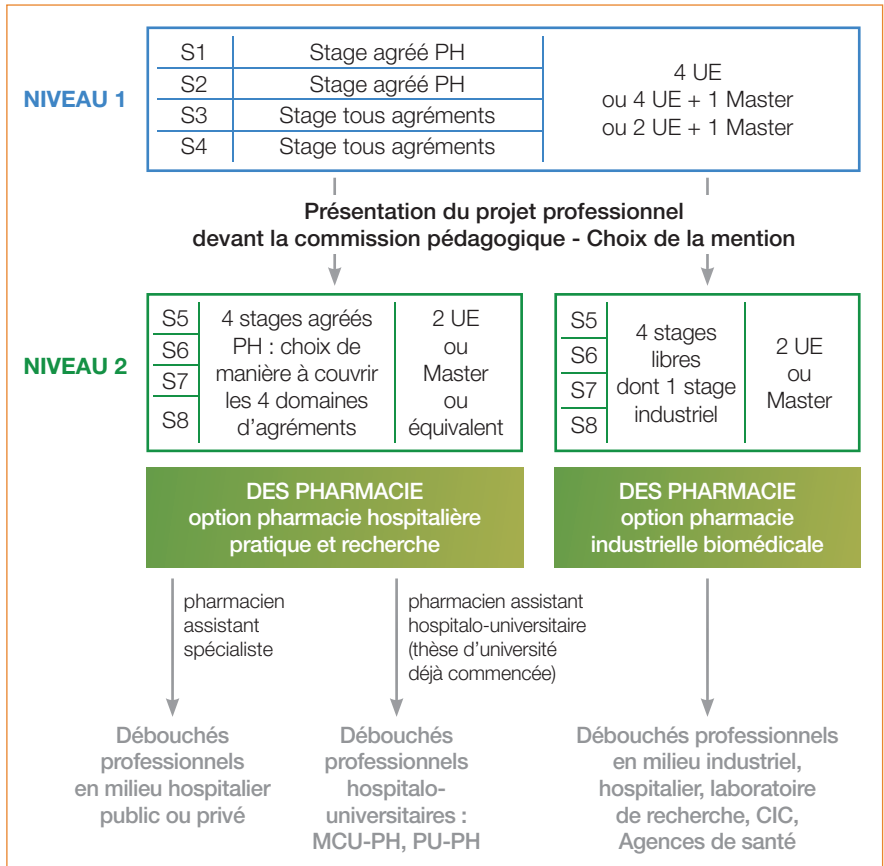 NIVEAU 1
S1 Stage agréé PH
S2 Stage agréé PH
S3 Stage tous agréments
S4 Stage tous agréments
4 UE
ou 4 UE + 1 Master
ou 2 UE + 1 Master
Présentation du projet professionnel
devant la commission pédagogique - Choix de la mention
NIVEAU 2
S5
S6
S7
S8
4 stages agréés
PH : choix de
manière à couvrir
les 4 domaines
d’agréments
2 UE
ou
Master
ou
équivalent
S5
S6
S7
S8
4 stages
libres
dont 1 stage
industriel
2 UE
ou
Master
DES PHARMACIE
option pharmacie hospitalière
pratique et recherche
DES PHARMACIE
option pharmacie
industrielle biomédicale
pharmacien
assistant
spécialiste
pharmacien assistant
hospitalo-universitaire
(thèse d’université
déjà commencée)
Débouchés
professionnels
en milieu hospitalier
public ou privé
Débouchés
professionnels
hospitalo-
universitaires :
MCU-PH, PU-PH
Débouchés professionnels
en milieu industriel,
hospitalier, laboratoire
de recherche, CIC,
Agences de santé